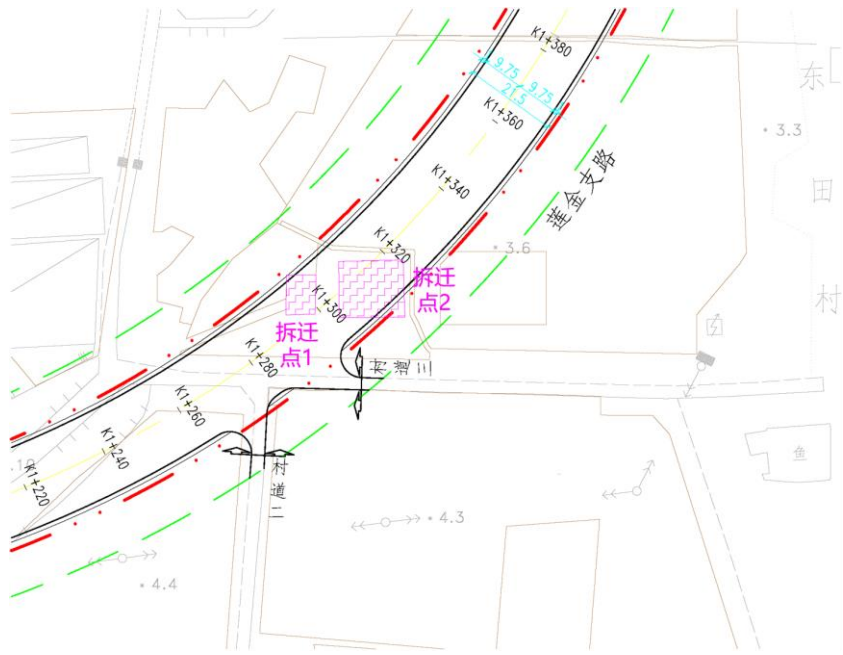 K1+380
9.75
9.75
21.5
K1+360
东
田
村
3.3
莲金支路
K1+340
3.6
K1+320
拆迁
点2
K1+300
拆迁
点1
村
道
三
K1+280
K1+260
K1+240
K1+220
村
道
二
鱼
4.3
4.4